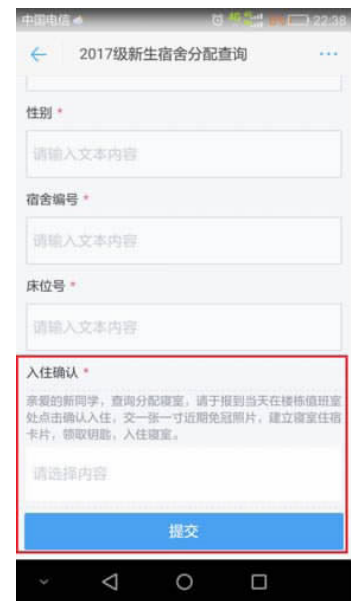 中国电信
22:38
2017级新生宿舍分配查询
性别 *
请输入文本内容
宿舍编号 *
请输入文本内容
床位号 *
请输入文本内容
入住确认 *
亲爱的新同学，查询分配寝室，请于报到当天在楼栋值班室
处点击确认入住，交一张一寸近期免冠照片，建立寝室住宿
卡片，领取钥匙，入住寝室。
请选择内容
提交